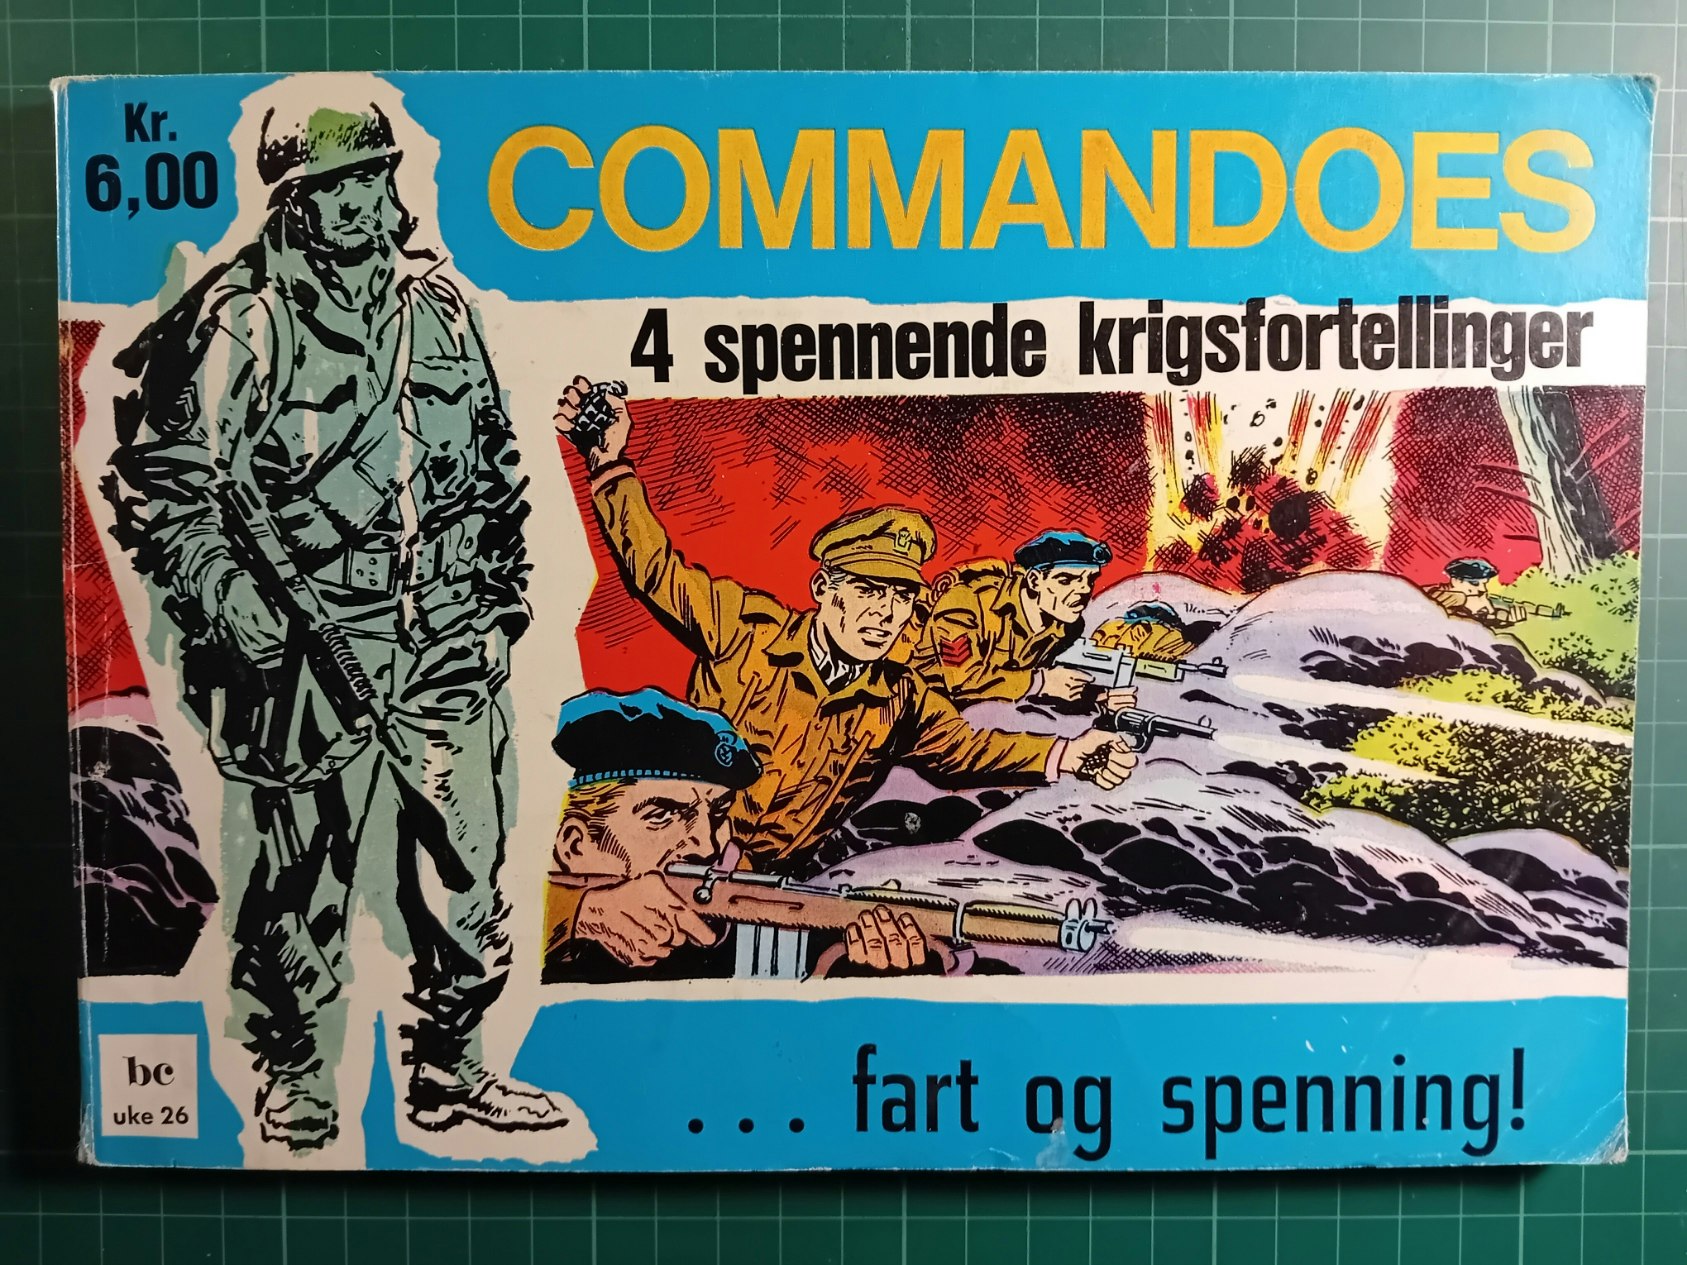 Kr.
6,00
COMMANDOES
4 spennende krigsfortellinger
bc
uke 26
... fart og spenning!